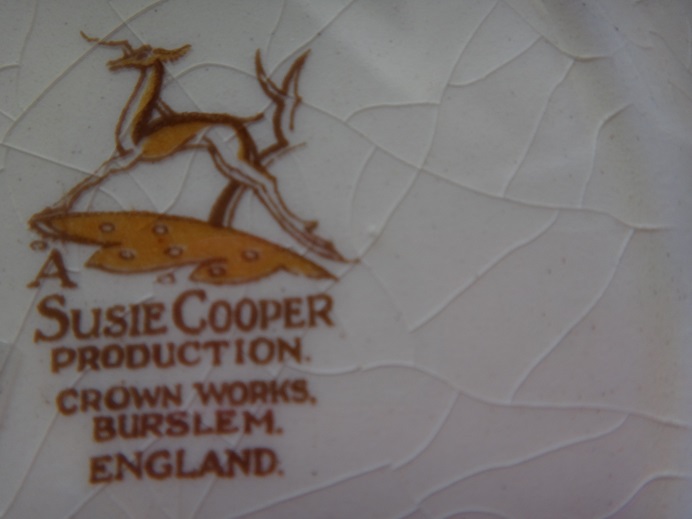 A
SUSIE COOPER
PRODUCTION.
CROWN WORKS,
BURSLEM.
ENGLAND.